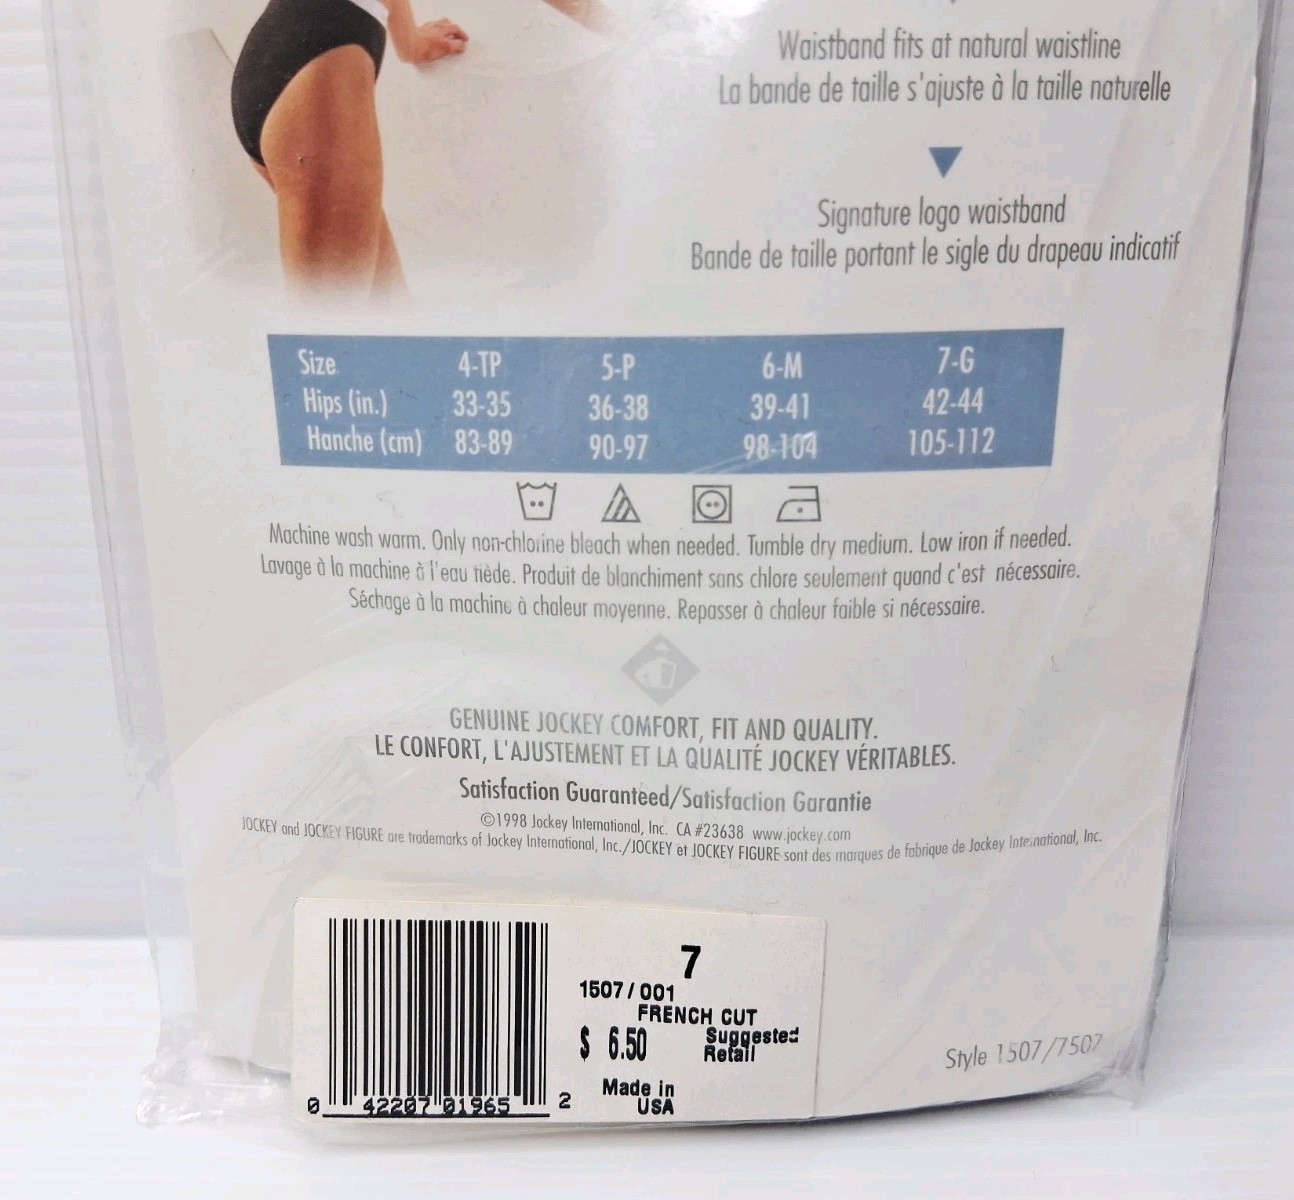 Waistband fits at natural waistline
La bande de taille s'ajuste à la taille naturelle
Signature logo waistband
Bande de taille portant le sigle du drapeau indicatif
Size 4-TP 5-P 6-M 7-G
Hips (in.) 33-35 36-38 39-41 42-44
Hanche (cm) 83-89 90-97 98-104 105-112
Machine wash warm. Only non-chlorine bleach when needed. Tumble dry medium. Low iron if needed.
Lavage à la machine à l'eau tiède. Produit de blanchiment sans chlore seulement quand c'est nécessaire.
Séchage à la machine à chaleur moyenne. Repasser à chaleur faible si nécessaire.
GENUINE JOCKEY COMFORT, FIT AND QUALITY.
LE CONFORT, L'AJUSTEMENT ET LA QUALITÉ JOCKEY VÉRITABLES.
Satisfaction Guaranteed/Satisfaction Garantie
©1998 Jockey International, Inc. CA #23638 www.jockey.com
JOCKEY and JOCKEY FIGURE are trademarks of Jockey International, Inc./JOCKEY et JOCKEY FIGURE sont des marques de fabrique de Jockey International, Inc.
7
1507/001
FRENCH CUT
$ 6.50 Suggested
Retail
Made in
USA
0 42207 01965 2
Style 1507/7507